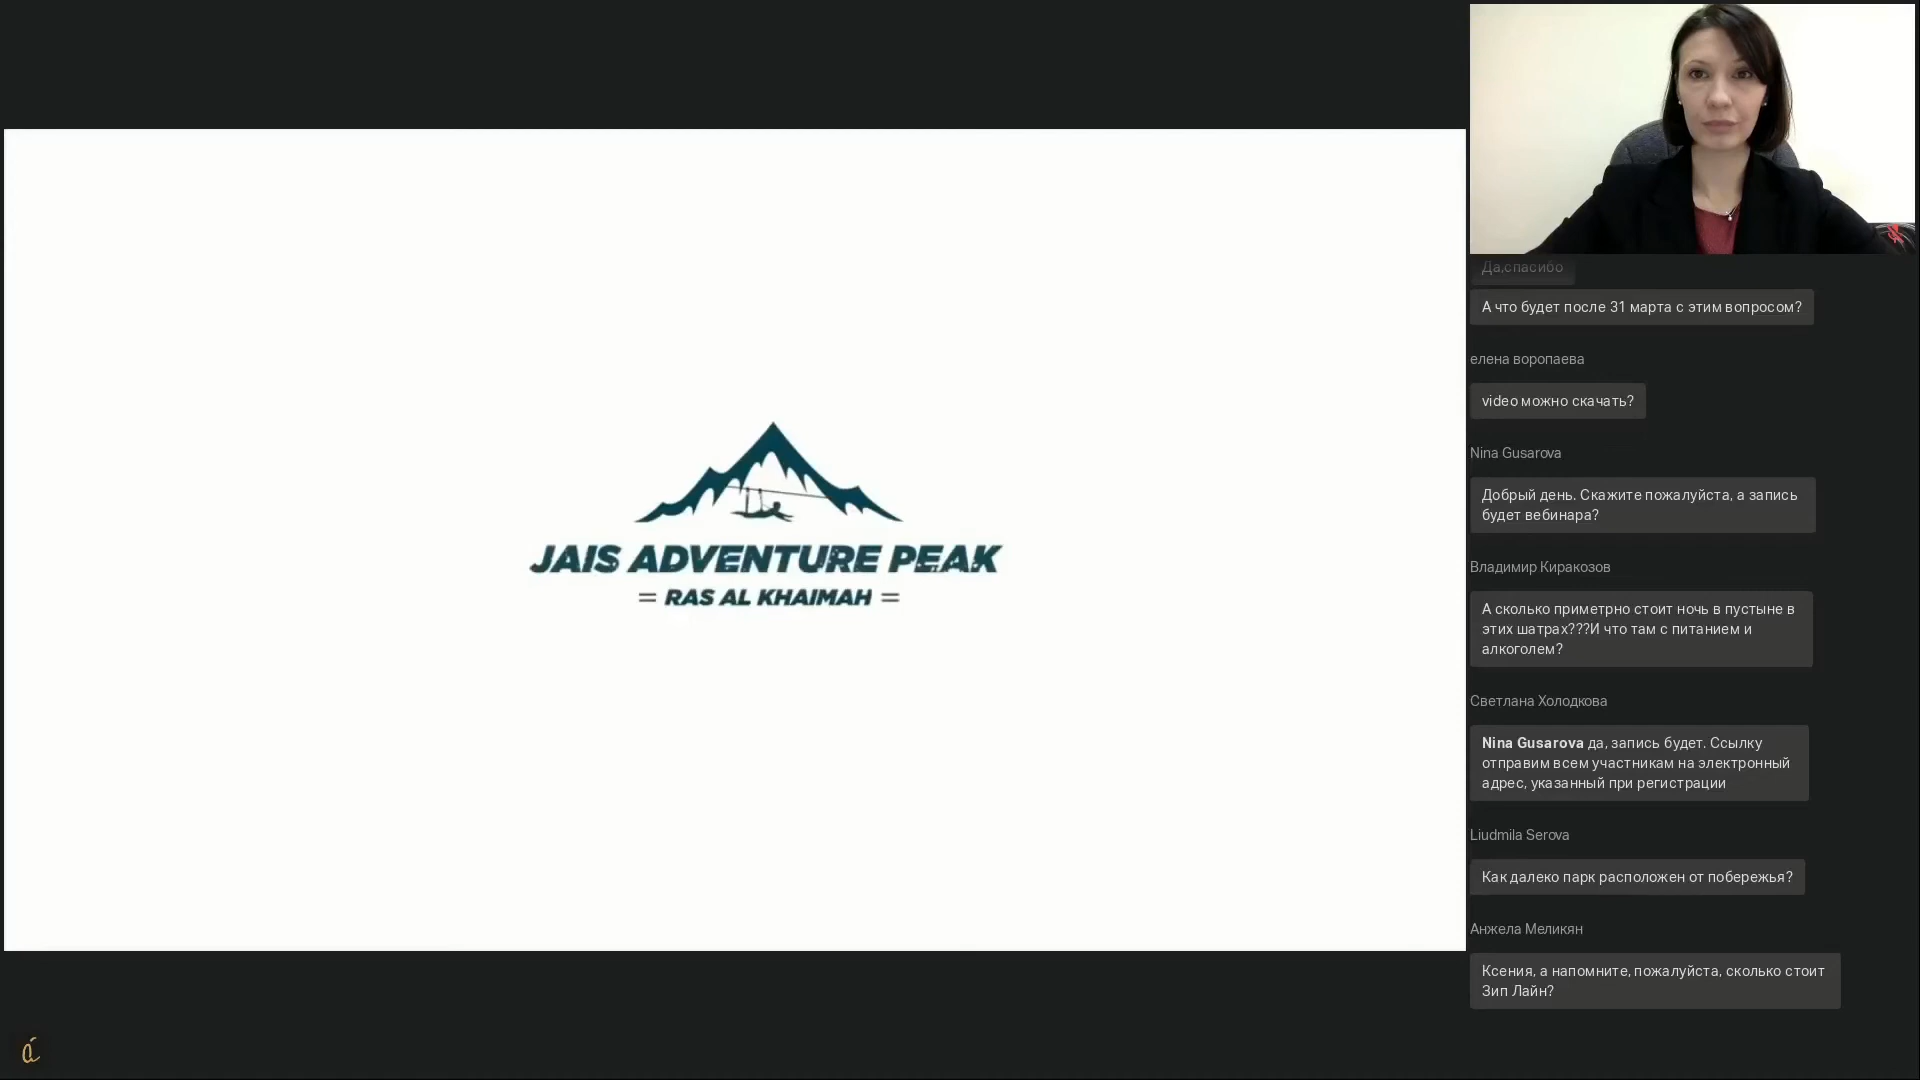 JAIS ADVENTURE PEAK
= RAS AL KHAIMAH =
Да,спасибо
А что будет после 31 марта с этим вопросом?
елена воропаева
video можно скачать?
Nina Gusarova
Добрый день. Скажите пожалуйста, а запись
будет вебинара?
Владимир Киракозов
А сколько приметрно стоит ночь в пустыне в
этих шатрах???И что там с питанием и
алкоголем?
Светлана Холодкова
Nina Gusarova да, запись будет. Ссылку
отправим всем участникам на электронный
адрес, указанный при регистрации
Liudmila Serova
Как далеко парк расположен от побережья?
Анжела Меликян
Ксения, а напомните, пожалуйста, сколько стоит
Зип Лайн?
á